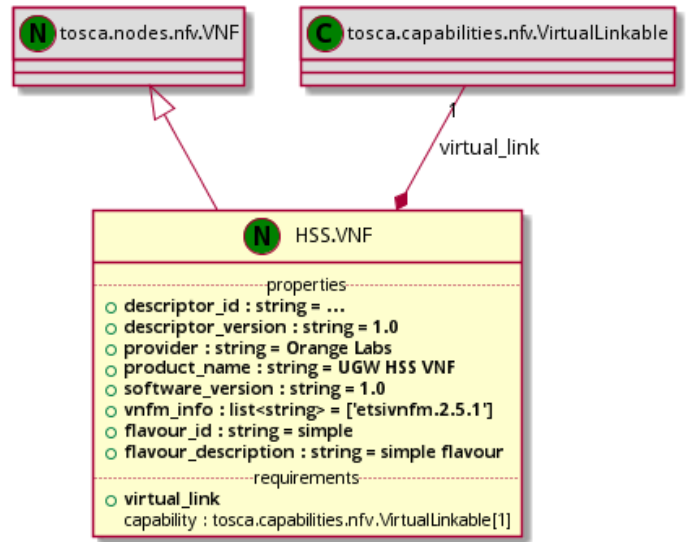 N tosca.nodes.nfv.VNF
C tosca.capabilities.nfv.VirtualLinkable
1
virtual_link
N HSS.VNF
properties
descriptor_id : string = ...
descriptor_version : string = 1.0
provider : string = Orange Labs
product_name : string = UGW HSS VNF
software_version : string = 1.0
vnfm_info : list<string> = ['etsivnfm.2.5.1']
flavour_id : string = simple
flavour_description : string = simple flavour
requirements
virtual_link
capability : tosca.capabilities.nfv.VirtualLinkable[1]